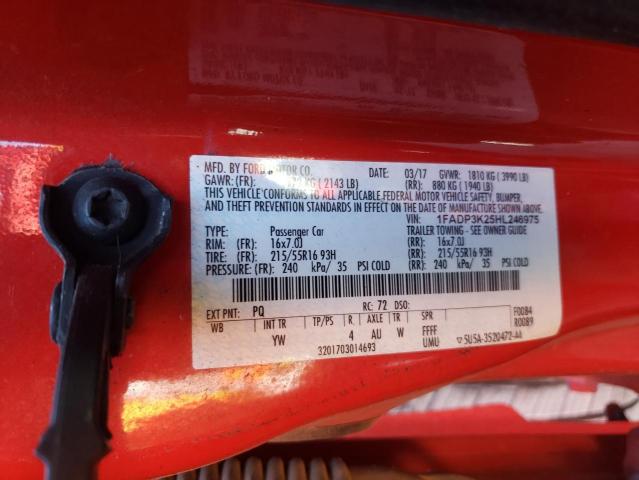 MFD. BY FORD MOTOR CO. DATE: 03/17 GVWR: 1810 KG ( 3990 LB)
GAWR: (FR): KG ( 2143 LB) (RR): 880 KG ( 1940 LB)
THIS VEHICLE CONFORMS TO ALL APPLICABLE FEDERAL MOTOR VEHICLE SAFETY, BUMPER,
AND THEFT PREVENTION STANDARDS IN EFFECT ON THE DATE OF MANUFACTURE SHOWN ABOVE.
VIN: 1FADP3K25HL246975
TYPE: Passenger Car TRAILER TOWING - SEE OWNER GUIDE
RIM: (FR): 16x7.0J (RR): 16x7.0J
TIRE: (FR): 215/55R16 93H (RR): 215/55R16 93H
PRESSURE: (FR): 240 kPa/ 35 PSI COLD (RR): 240 kPa/ 35 PSI COLD
EXT PNT: PQ RC: 72 DSO: F0084
WB INT TR TP/PS R AXLE TR SPR R0089
YW 4 AU W FFFF
UMU
3201703014693 5U5A-3520472-AA